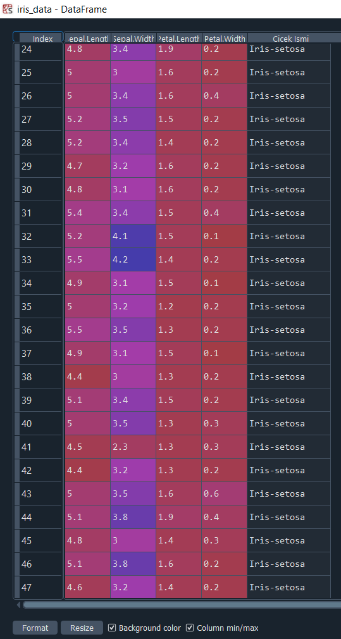 iris_data - DataFrame
Index epal.Length epal.Width etal.Length Petal.Width Cicek Ismi
24 4.8 3.4 1.9 0.2 Iris-setosa
25 5 3 1.6 0.2 Iris-setosa
26 5 3.4 1.6 0.4 Iris-setosa
27 5.2 3.5 1.5 0.2 Iris-setosa
28 5.2 3.4 1.4 0.2 Iris-setosa
29 4.7 3.2 1.6 0.2 Iris-setosa
30 4.8 3.1 1.6 0.2 Iris-setosa
31 5.4 3.4 1.5 0.4 Iris-setosa
32 5.2 4.1 1.5 0.1 Iris-setosa
33 5.5 4.2 1.4 0.2 Iris-setosa
34 4.9 3.1 1.5 0.1 Iris-setosa
35 5 3.2 1.2 0.2 Iris-setosa
36 5.5 3.5 1.3 0.2 Iris-setosa
37 4.9 3.1 1.5 0.1 Iris-setosa
38 4.4 3 1.3 0.2 Iris-setosa
39 5.1 3.4 1.5 0.2 Iris-setosa
40 5 3.5 1.3 0.3 Iris-setosa
41 4.5 2.3 1.3 0.3 Iris-setosa
42 4.4 3.2 1.3 0.2 Iris-setosa
43 5 3.5 1.6 0.6 Iris-setosa
44 5.1 3.8 1.9 0.4 Iris-setosa
45 4.8 3 1.4 0.3 Iris-setosa
46 5.1 3.8 1.6 0.2 Iris-setosa
47 4.6 3.2 1.4 0.2 Iris-setosa
Format Resize Background color Column min/max